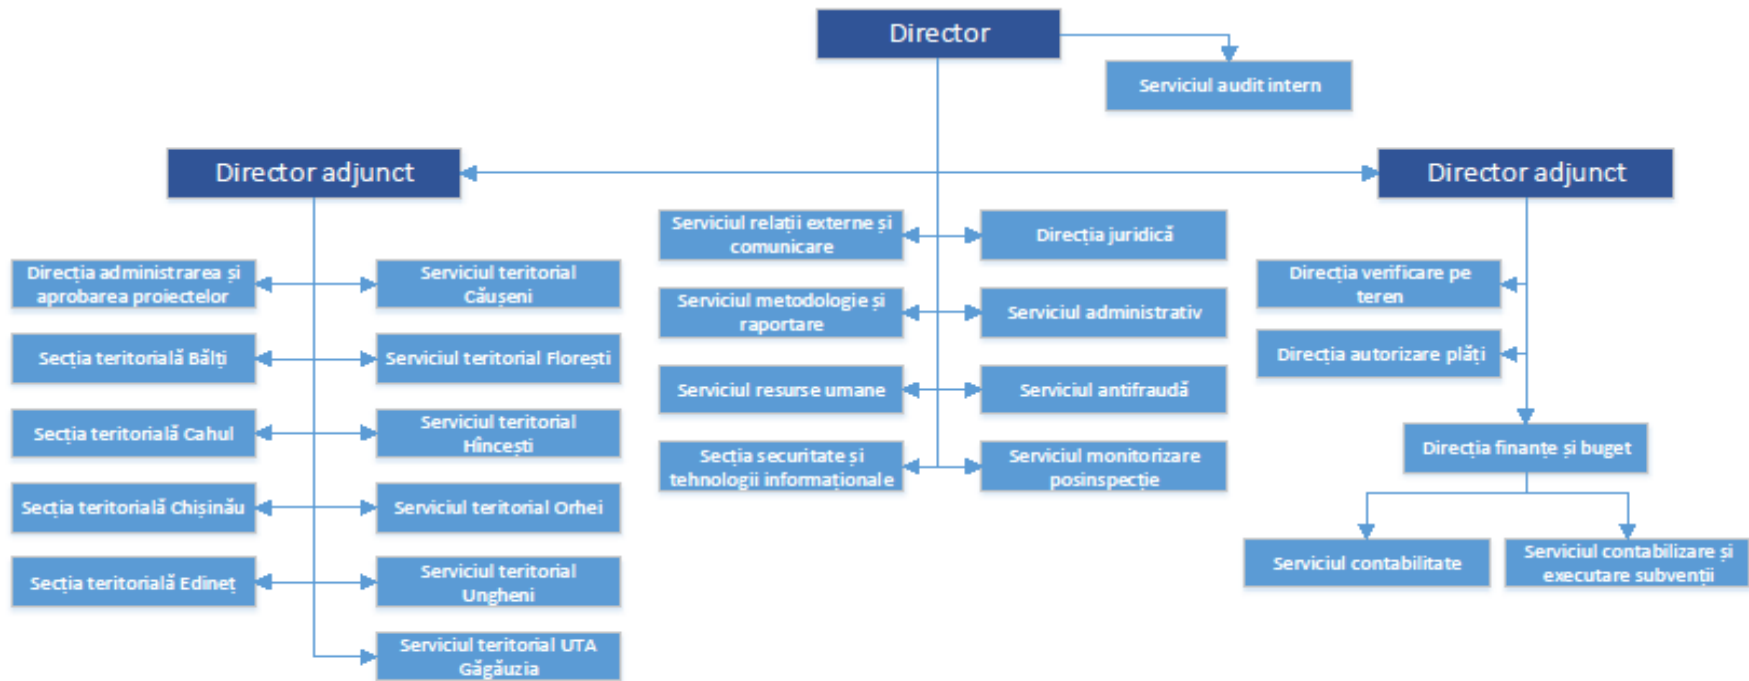 Director
Serviciul audit intern
Director adjunct
Director adjunct
Serviciul relații externe și
comunicare
Direcția juridică
Direcția administrarea și
aprobarea proiectelor
Serviciul teritorial
Căușeni
Direcția verificare pe
teren
Serviciul metodologie și
raportare
Serviciul administrativ
Secția teritorială Bălți
Serviciul teritorial Florești
Direcția autorizare plăți
Serviciul resurse umane
Serviciul antifraudă
Secția teritorială Cahul
Serviciul teritorial
Hîncești
Direcția finanțe și buget
Secția securitate și
tehnologii informaționale
Serviciul monitorizare
posinspecție
Secția teritorială Chișinău
Serviciul teritorial Orhei
Serviciul contabilitate
Serviciul contabilizare și
executare subvenții
Secția teritorială Edineț
Serviciul teritorial
Ungheni
Serviciul teritorial UTA
Găgăuzia